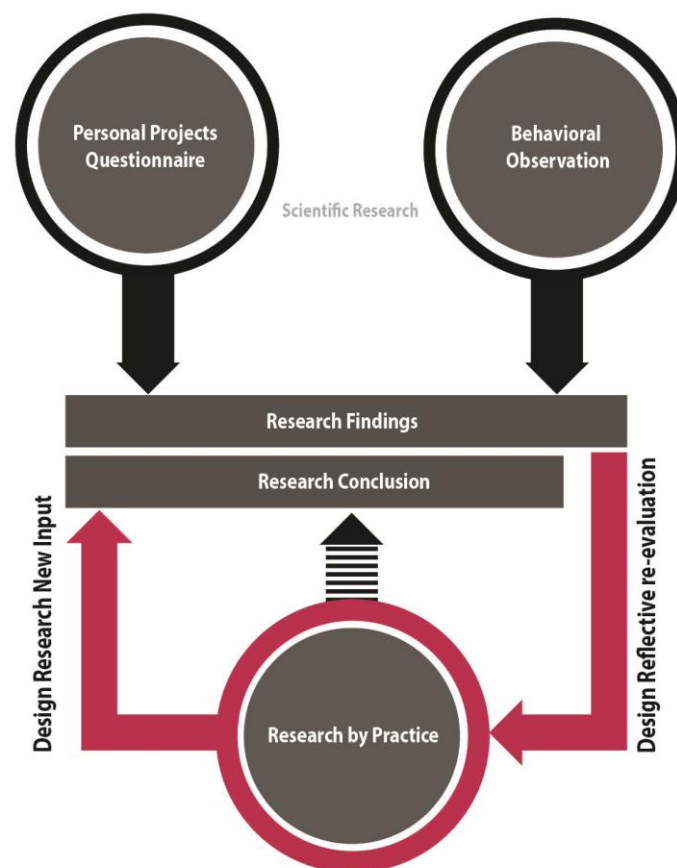 Personal Projects
Questionnaire
Behavioral
Observation
Scientific Research
Research Findings
Research Conclusion
Design Research New Input
Design Reflective re-evaluation
Research by Practice